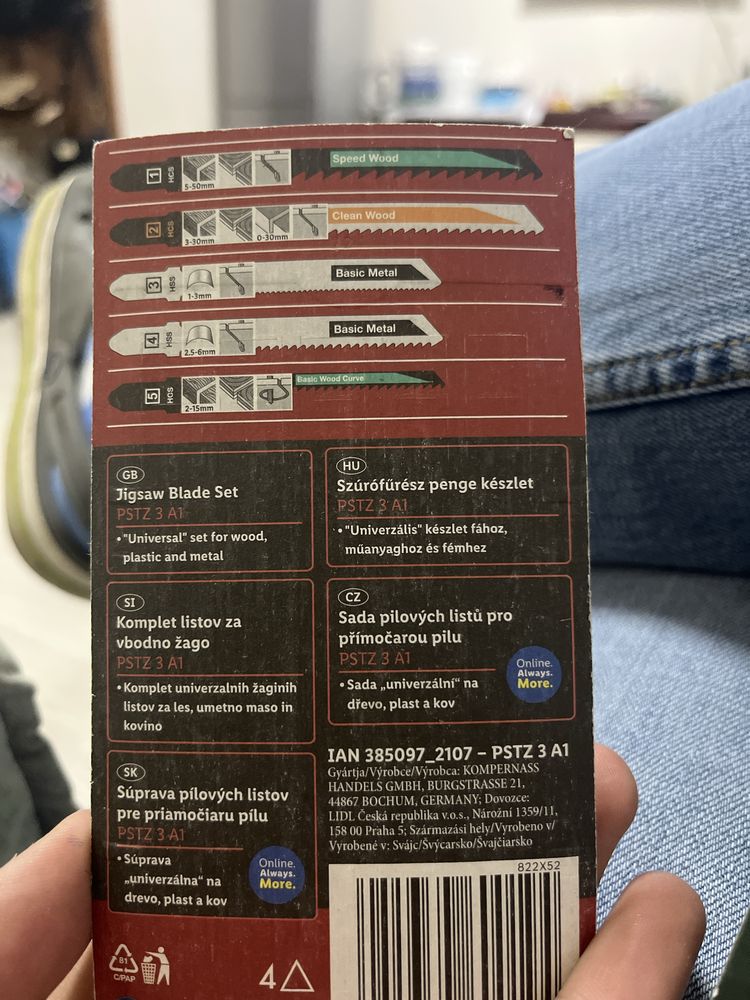 1 HCS 5-50mm Speed Wood
2 HCS 3-30mm 0-30mm Clean Wood
3 HSS 1-3mm Basic Metal
4 HSS 2.5-6mm Basic Metal
5 HCS 2-15mm Basic Wood Curve
GB
Jigsaw Blade Set
PSTZ 3 A1
• "Universal" set for wood,
plastic and metal
HU
Szúrófűrész penge készlet
PSTZ 3 A1
• "Univerzális" készlet fához,
műanyaghoz és fémhez
SI
Komplet listov za
vbodno žago
PSTZ 3 A1
• Komplet univerzalnih žaginih
listov za les, umetno maso in
kovino
CZ
Sada pilových listů pro
přímočarou pilu
PSTZ 3 A1
• Sada „univerzální“ na
dřevo, plast a kov
Online.
Always.
More.
SK
Súprava pílových listov
pre priamočiaru pílu
PSTZ 3 A1
• Súprava
„univerzálna“ na
drevo, plast a kov
Online.
Always.
More.
IAN 385097_2107 – PSTZ 3 A1
Gyártja/Výrobce/Výrobca: KOMPERNASS
HANDELS GMBH, BURGSTRASSE 21,
44867 BOCHUM, GERMANY; Dovozce:
LIDL Česká republika v.o.s., Nárožní 1359/11,
158 00 Praha 5; Származási hely/Vyrobeno v/
Vyrobené v: Svájc/Švýcarsko/Švajčiarsko
822X52
81
C/PAP
4